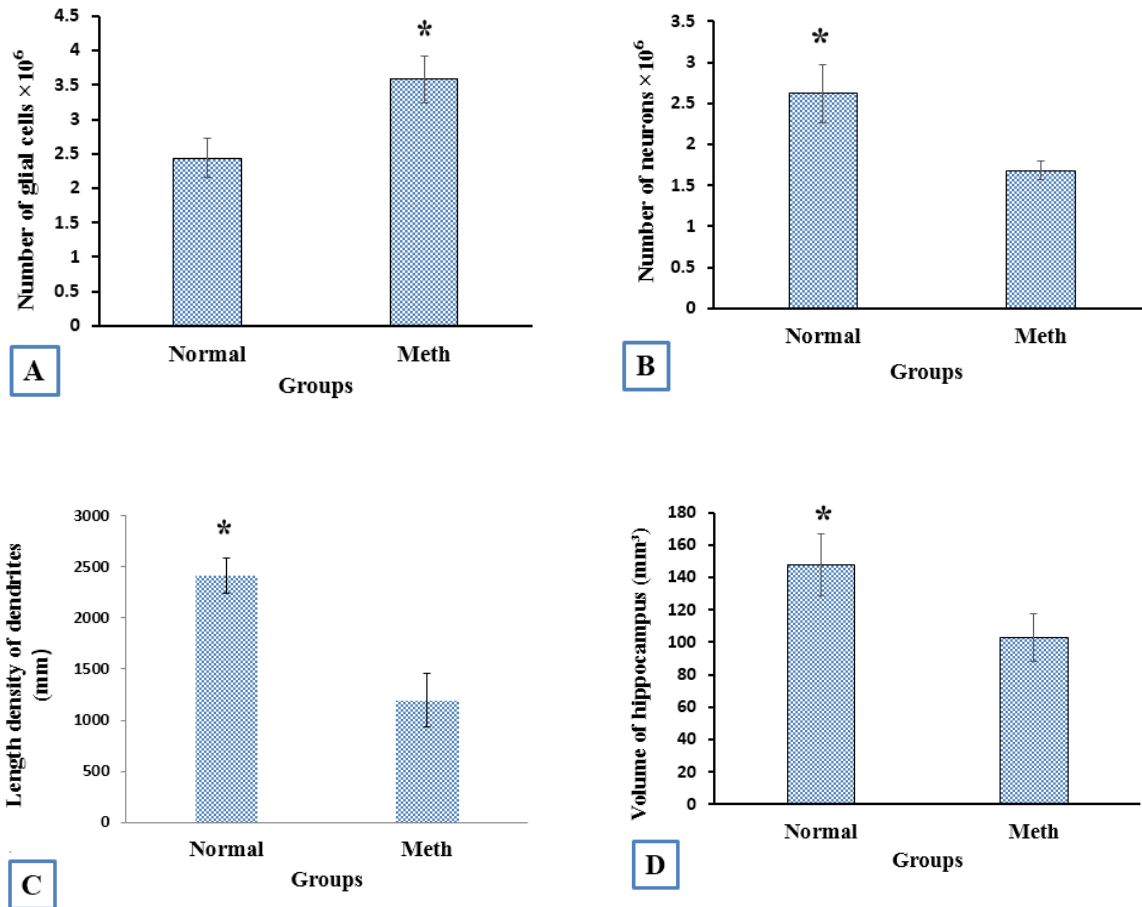 Number of glial cells ×10⁶
4.5
4
3.5
3
2.5
2
1.5
1
0.5
0
*
Normal Meth
Groups
A
Number of neurons ×10⁶
3.5
3
2.5
2
1.5
1
0.5
0
*
Normal Meth
Groups
B
Length density of dendrites
(mm)
3000
2500
2000
1500
1000
500
0
*
Normal Meth
Groups
C
Volume of hippocampus (mm³)
180
160
140
120
100
80
60
40
20
0
*
Normal Meth
Groups
D